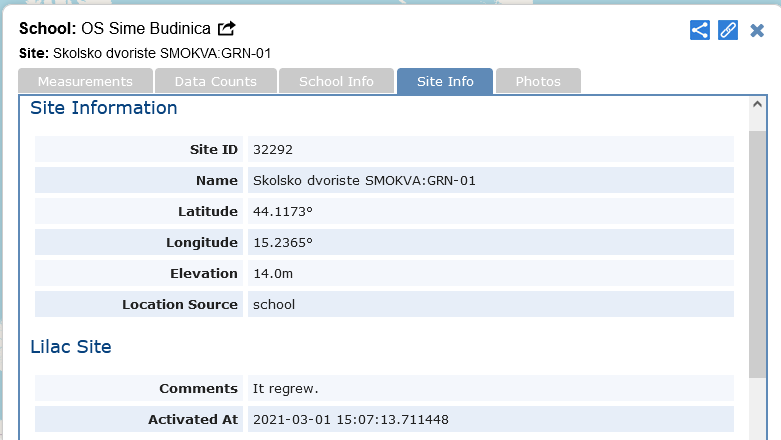 School: OS Sime Budinica
Site: Skolsko dvoriste SMOKVA:GRN-01
Measurements Data Counts School Info Site Info Photos
Site Information
Site ID 32292
Name Skolsko dvoriste SMOKVA:GRN-01
Latitude 44.1173°
Longitude 15.2365°
Elevation 14.0m
Location Source school
Lilac Site
Comments It regrew.
Activated At 2021-03-01 15:07:13.711448